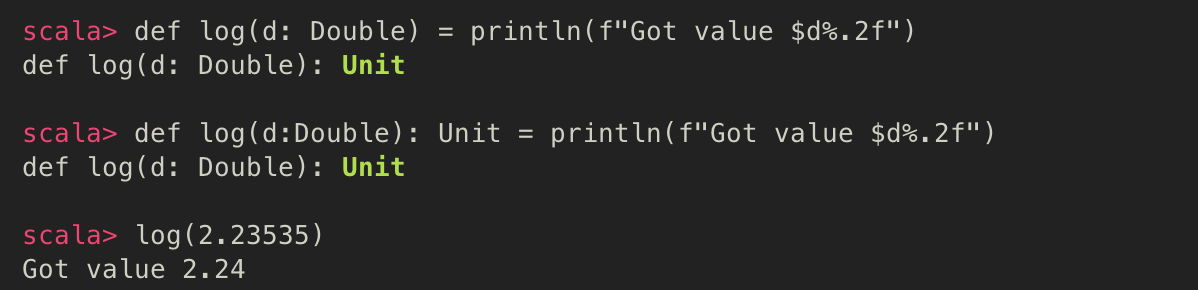 scala> def log(d: Double) = println(f"Got value $d%.2f")
def log(d: Double): Unit
scala> def log(d:Double): Unit = println(f"Got value $d%.2f")
def log(d: Double): Unit
scala> log(2.23535)
Got value 2.24